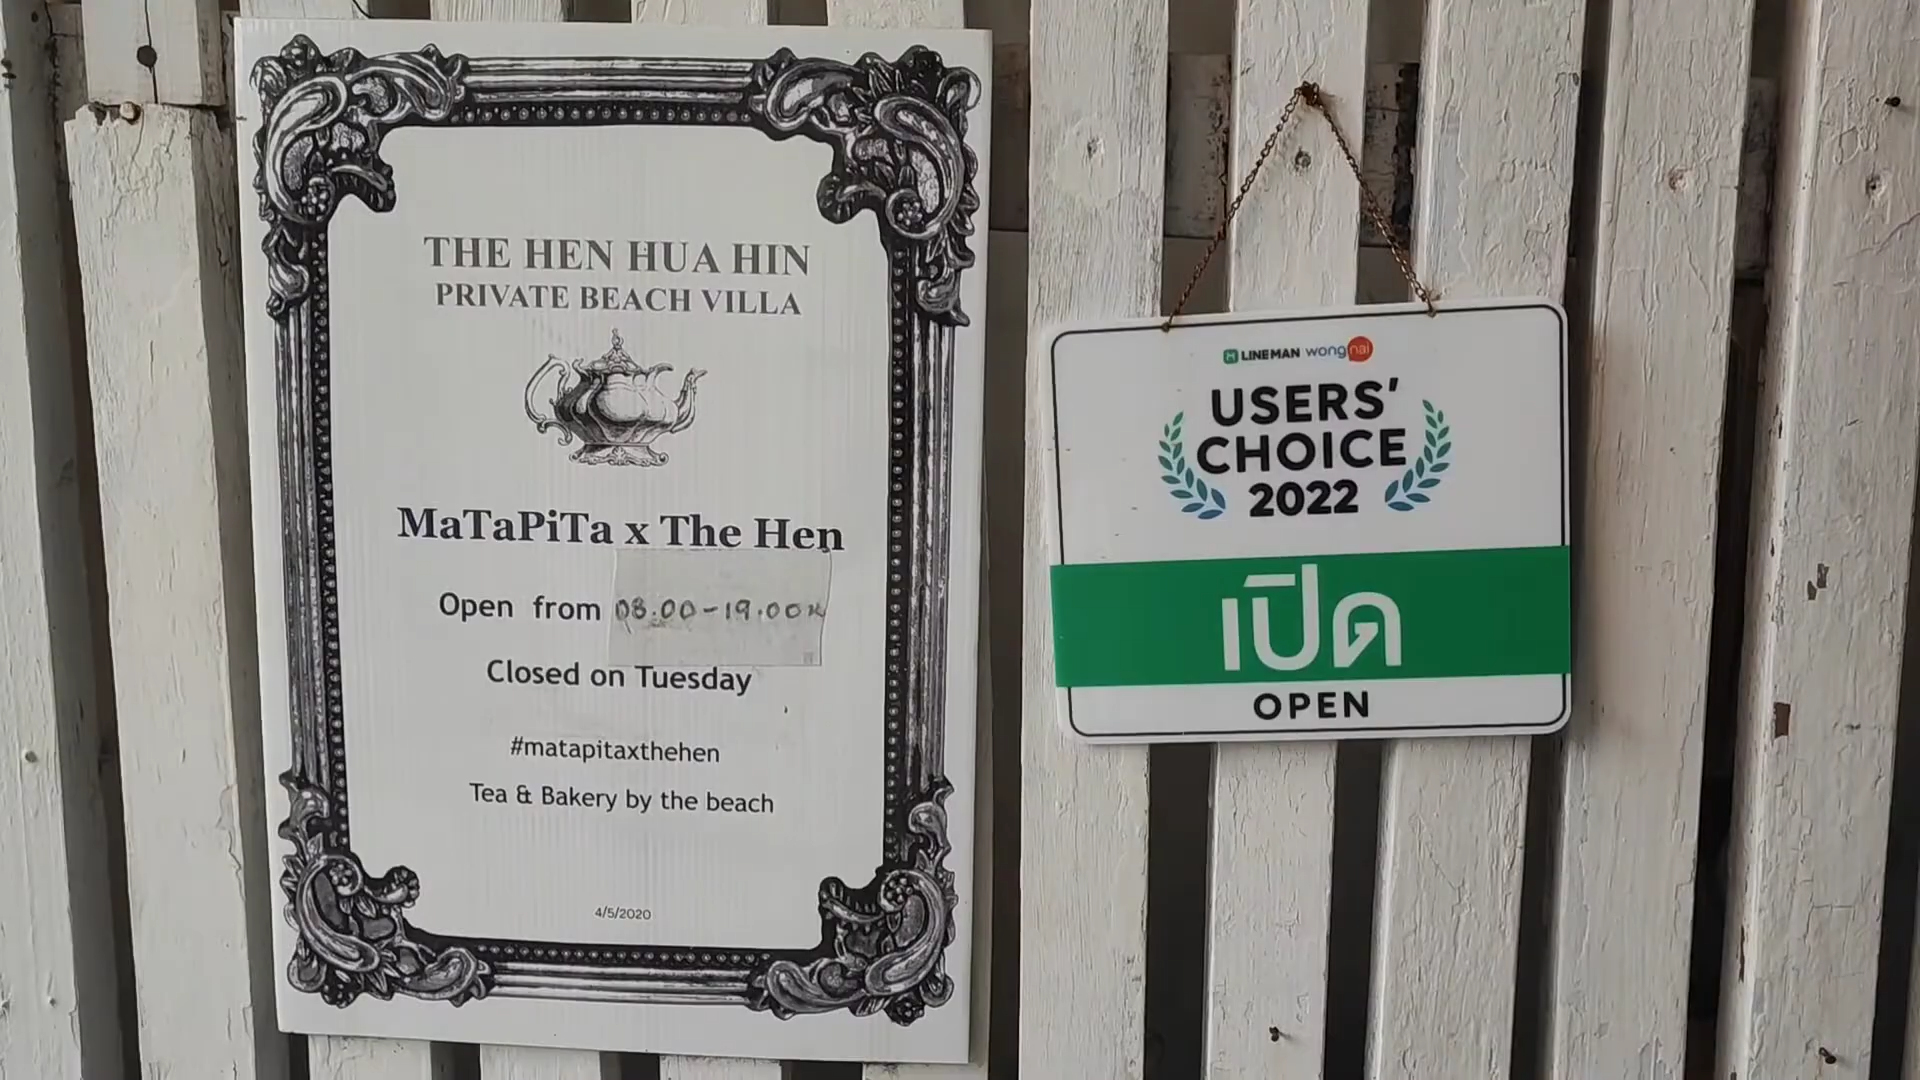 THE HEN HUA HIN
PRIVATE BEACH VILLA
MaTaPiTa x The Hen
Open from 08.00-19.00น
Closed on Tuesday
#matapitaxthehen
Tea & Bakery by the beach
4/5/2020
LINE MAN wongnai
USERS'
CHOICE
2022
เปิด
OPEN